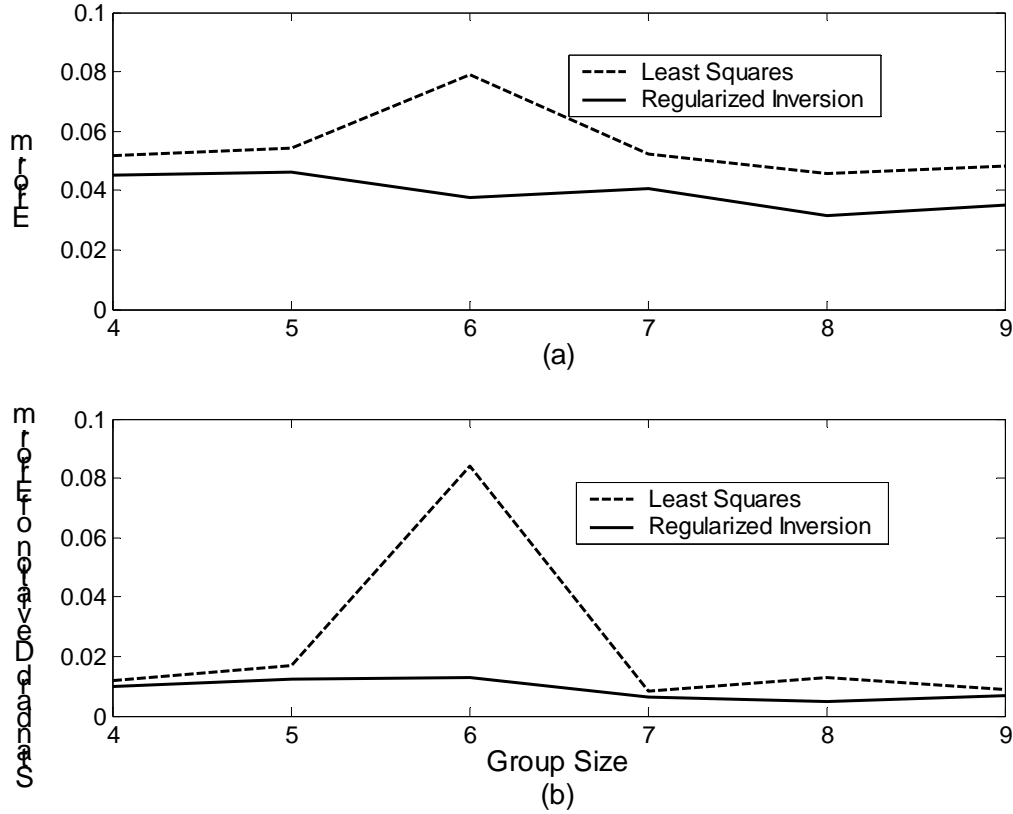 0.1
0.08
0.06
0.04
0.02
0
Error m
Least Squares
Regularized Inversion
4 5 6 7 8 9
(a)
0.1
0.08
0.06
0.04
0.02
0
Standard Deviation of Error m
Least Squares
Regularized Inversion
4 5 6 7 8 9
Group Size
(b)